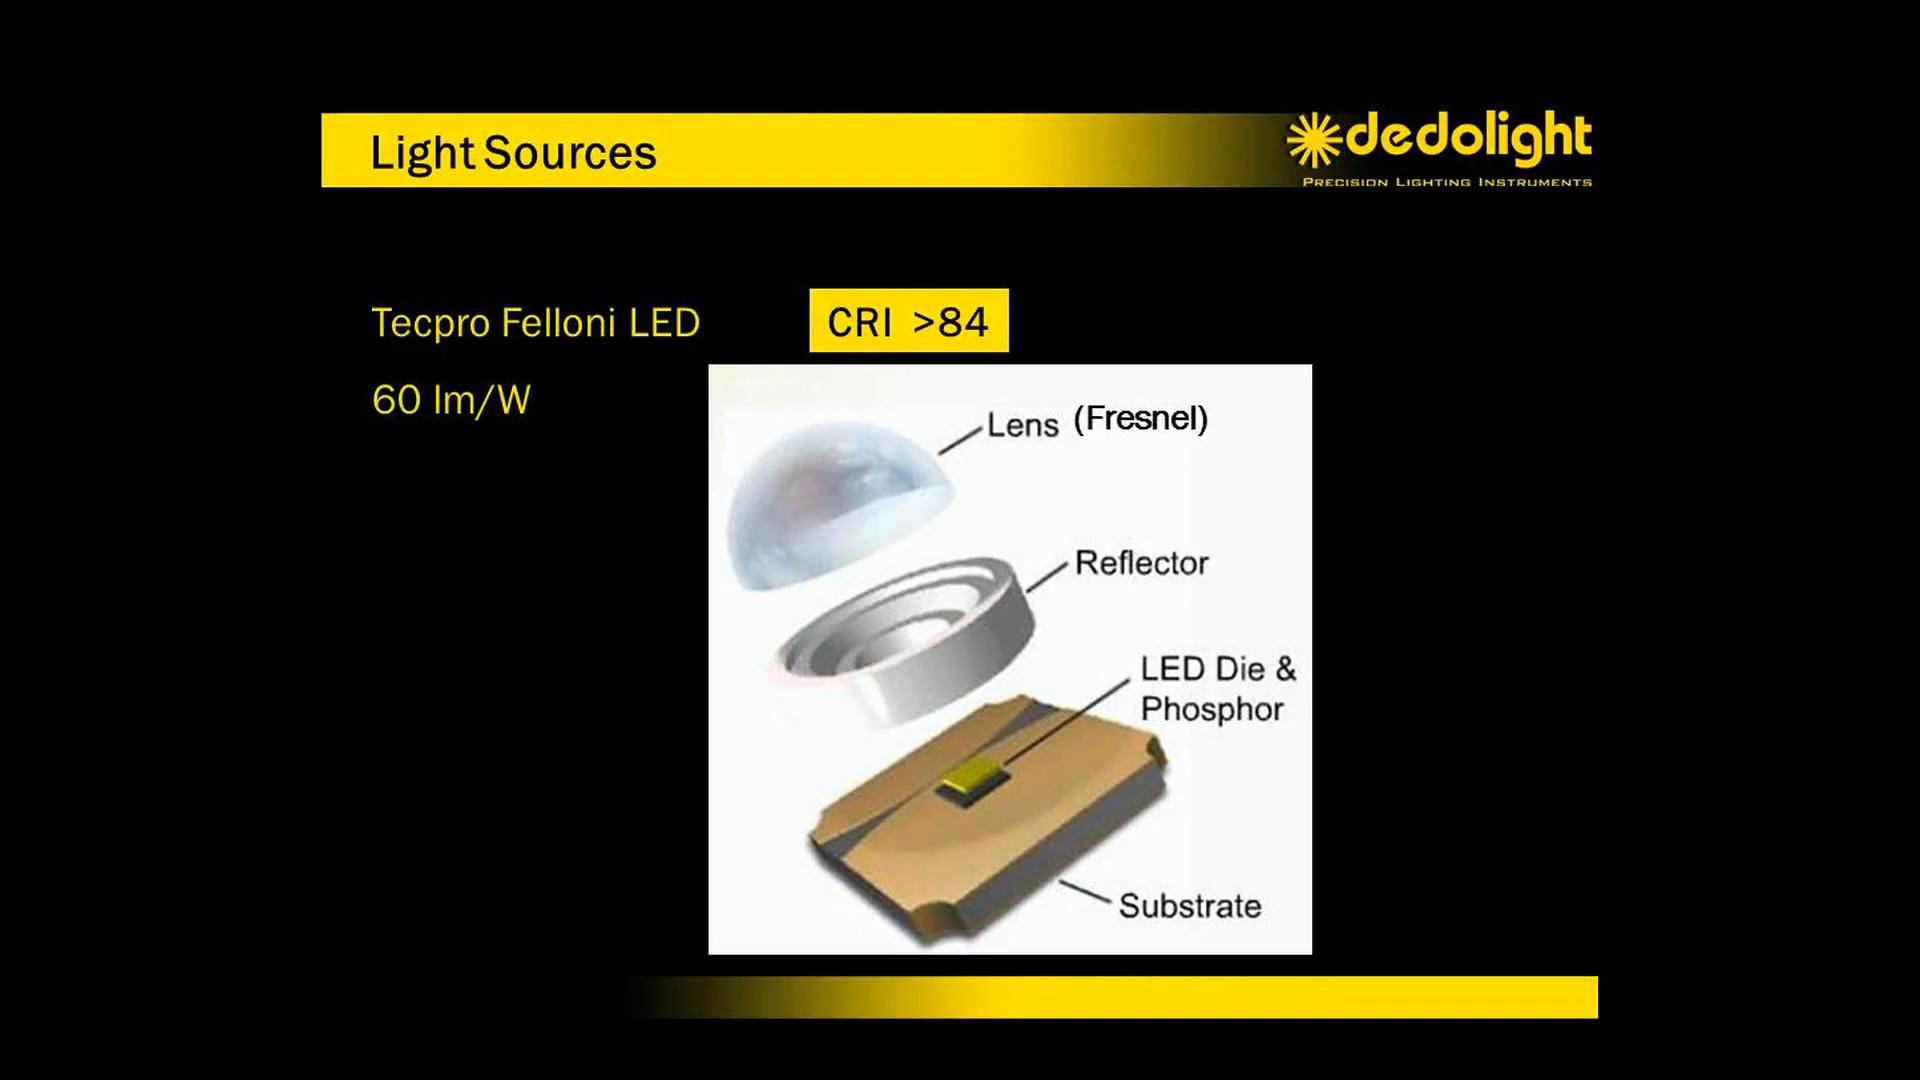 Light Sources
dedolight
PRECISION LIGHTING INSTRUMENTS
Tecpro Felloni LED
CRI >84
60 lm/W
Lens (Fresnel)
Reflector
LED Die &
Phosphor
Substrate